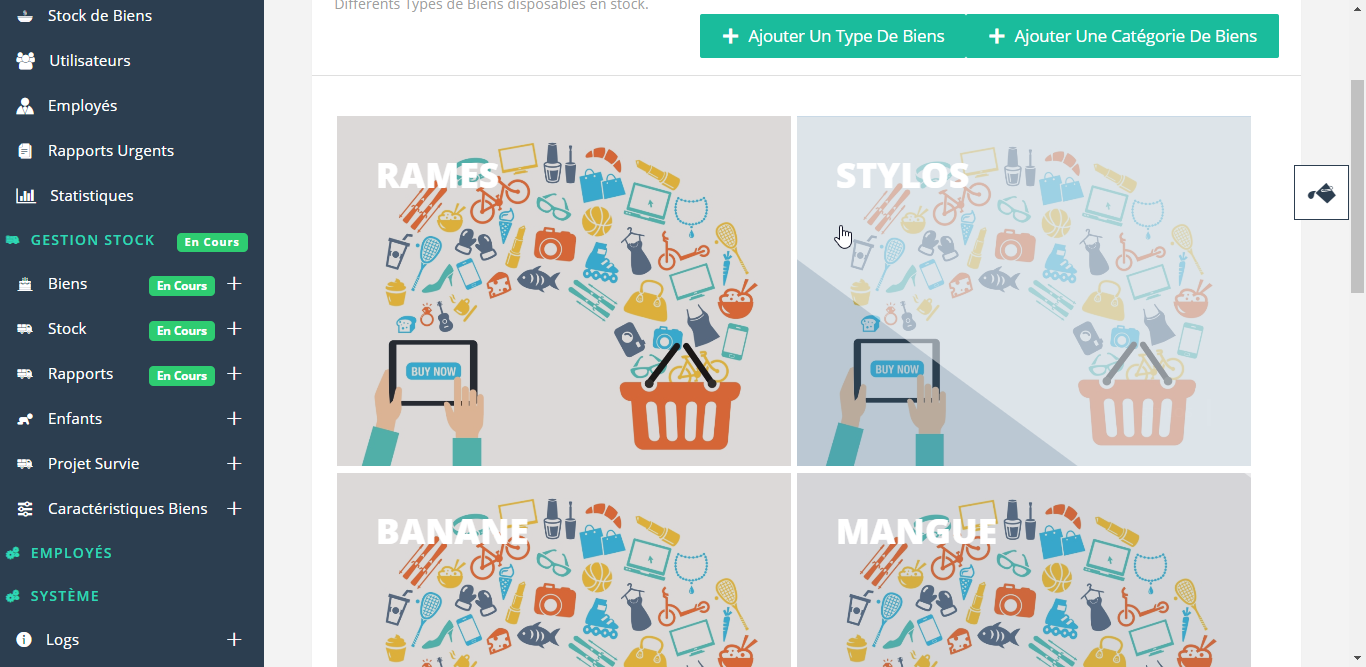 Stock de Biens
Utilisateurs
Employés
Rapports Urgents
Statistiques
GESTION STOCK En Cours
Biens En Cours
Stock En Cours
Rapports En Cours
Enfants
Projet Survie
Caractéristiques Biens
EMPLOYÉS
SYSTÈME
Logs
Différents Types de Biens disposables en stock.
Ajouter Un Type De Biens
Ajouter Une Catégorie De Biens
RAMES
BUY NOW
STYLOS
BUY NOW
BANANE
MANGUE